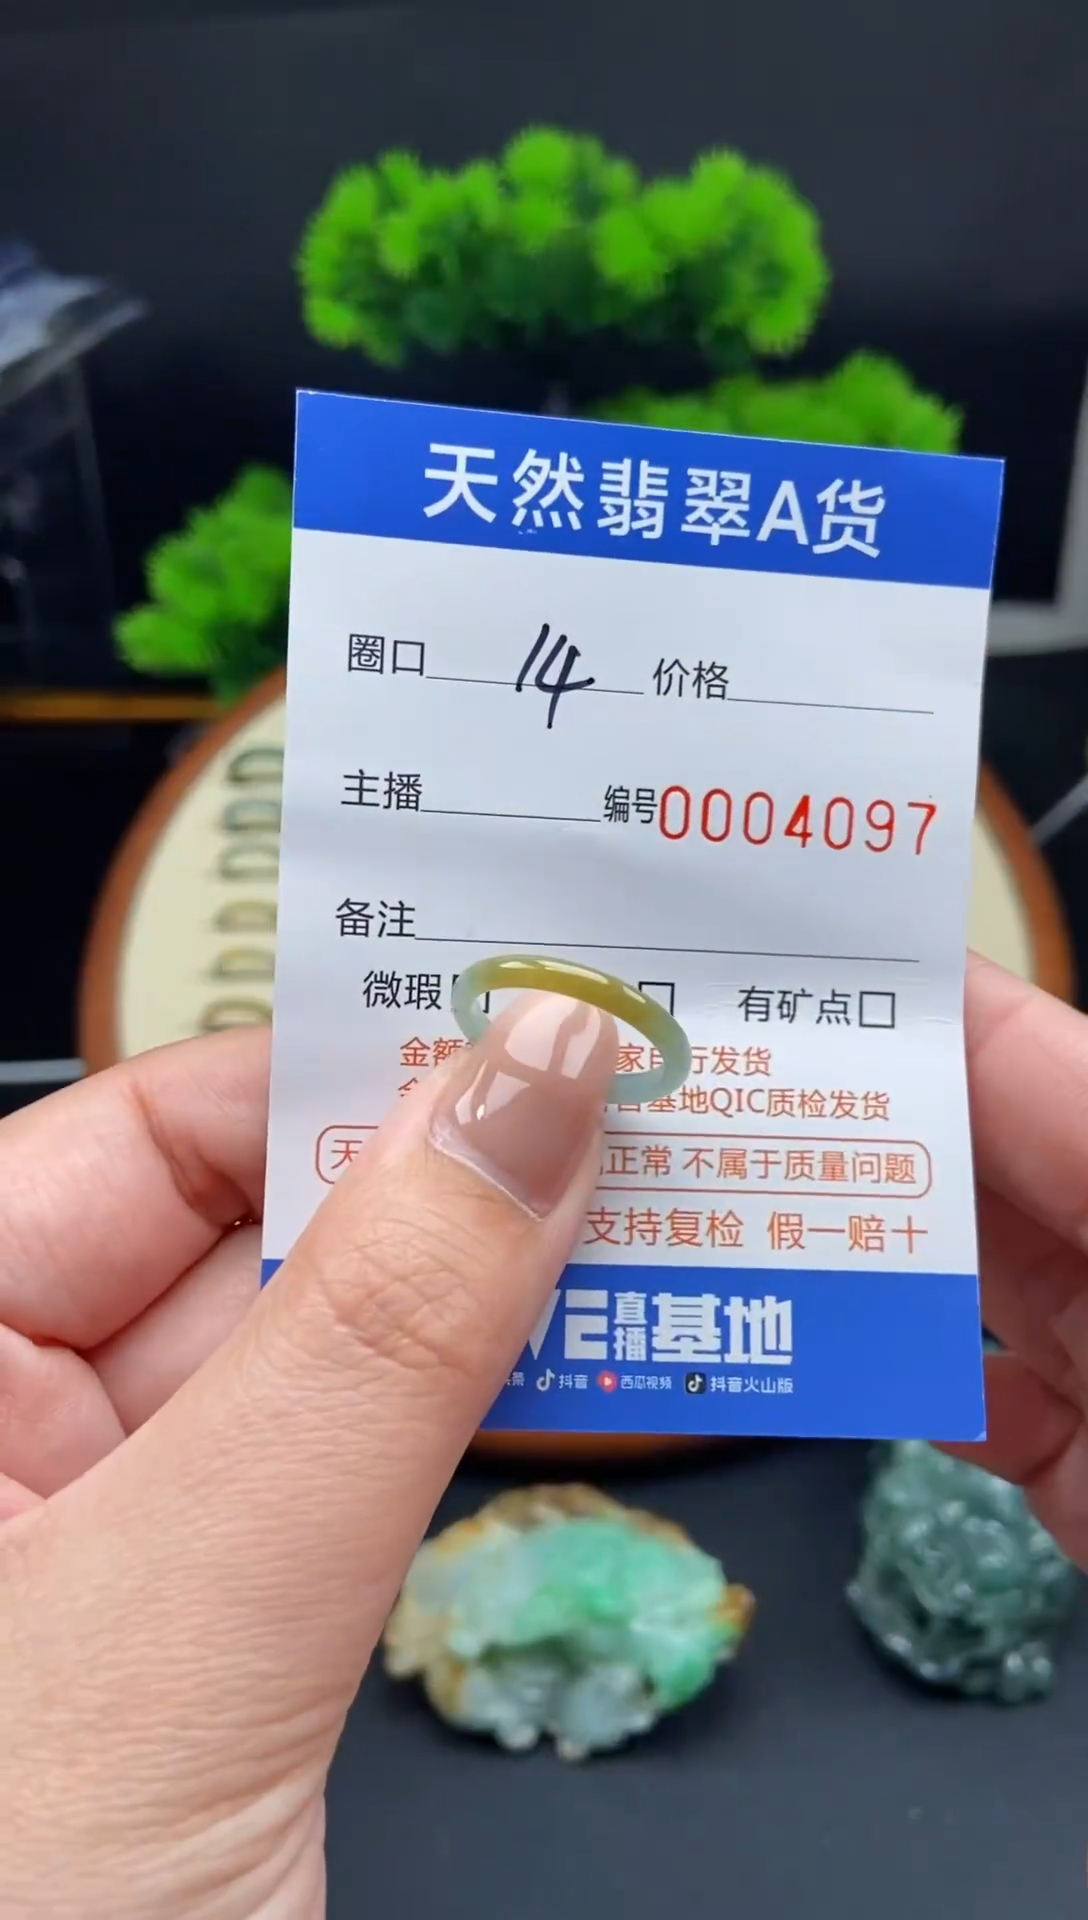 天然翡翠A货
圈口 14 价格
主播 编号0004097
备注
微瑕 有矿点
金额 家自行发货
基地QIC质检发货
天 正常 不属于质量问题
支持复检 假一赔十
VE直播基地
抖音 西瓜视频 抖音火山版